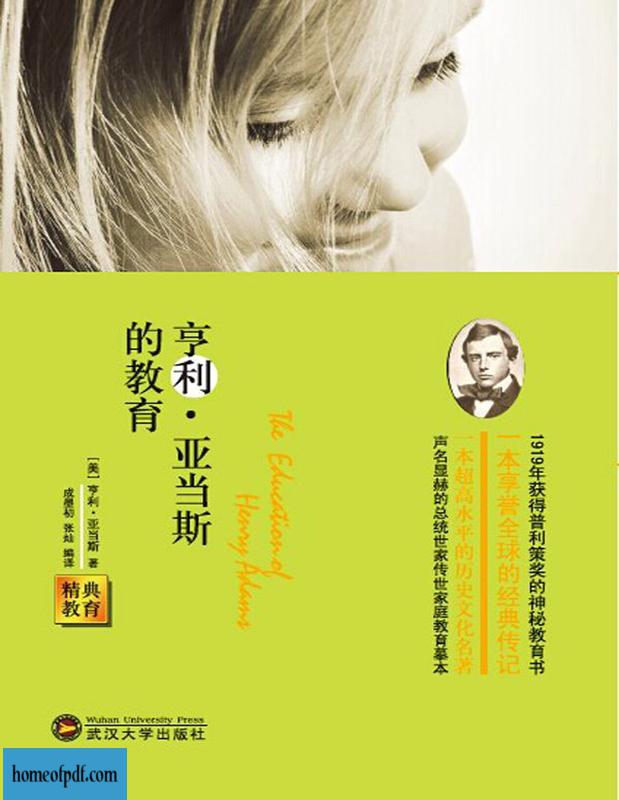 亨利·亚当斯
的教育
The Education of
Henry Adams
[美] 亨利·亚当斯 著
成墨初 张灿 编译
精典
教育
1919年获得普利策奖的神秘教育书
一本享誉全球的经典传记
一本超高水平的历史文化名著
声名显赫的总统世家传世家庭教育摹本
Wuhan University Press
武汉大学出版社
homeofpdf.com